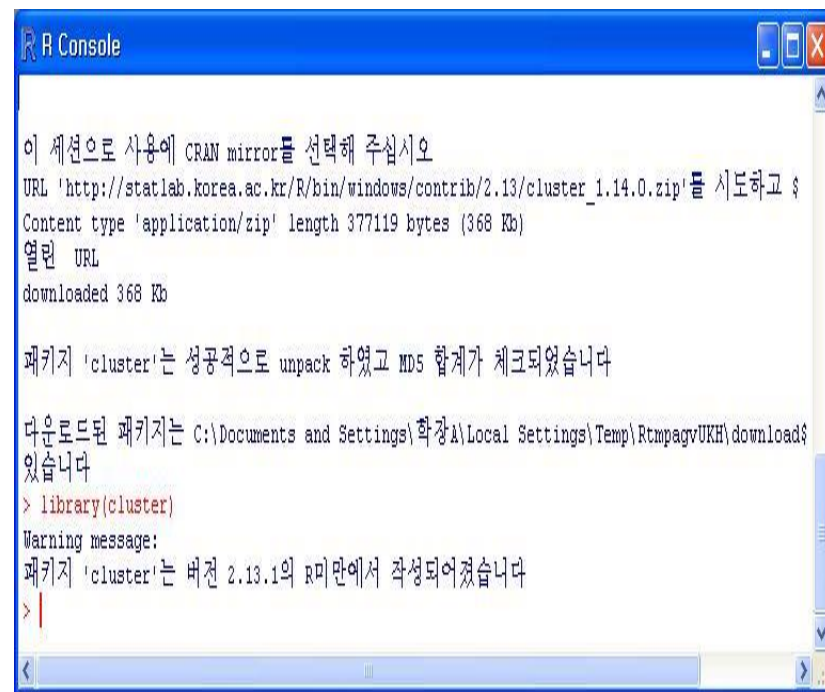 R Console
이 세션으로 사용에 CRAN mirror를 선택해 주십시오
URL 'http://statlab.korea.ac.kr/R/bin/windows/contrib/2.13/cluster_1.14.0.zip'를 시도하고 $
Content type 'application/zip' length 377119 bytes (368 Kb)
열린 URL
downloaded 368 Kb
패키지 'cluster'는 성공적으로 unpack 하였고 MD5 합계가 체크되었습니다
다운로드된 패키지는 C:\Documents and Settings\학장A\Local Settings\Temp\RtmpagvUKH\download$
있습니다
> library(cluster)
Warning message:
패키지 'cluster'는 버전 2.13.1의 R미만에서 작성되어졌습니다
>